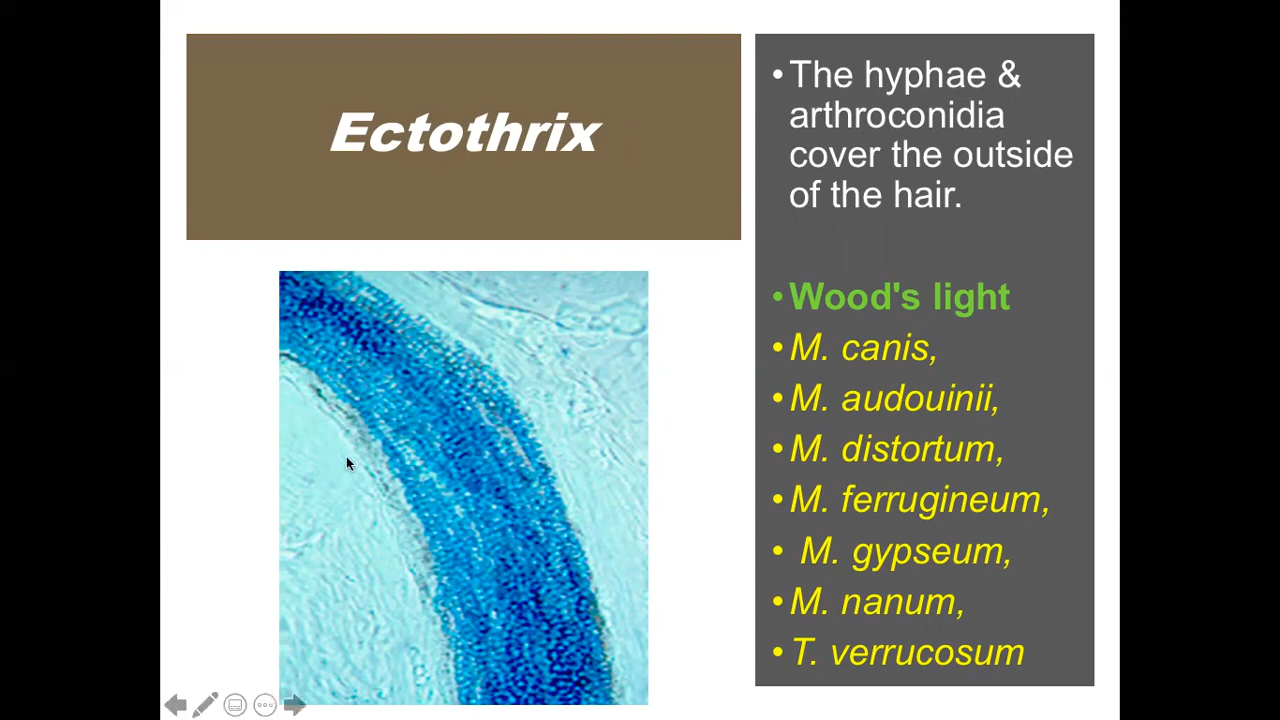 Ectothrix
• The hyphae &
arthroconidia
cover the outside
of the hair.
• Wood's light
• M. canis,
• M. audouinii,
• M. distortum,
• M. ferrugineum,
• M. gypseum,
• M. nanum,
• T. verrucosum